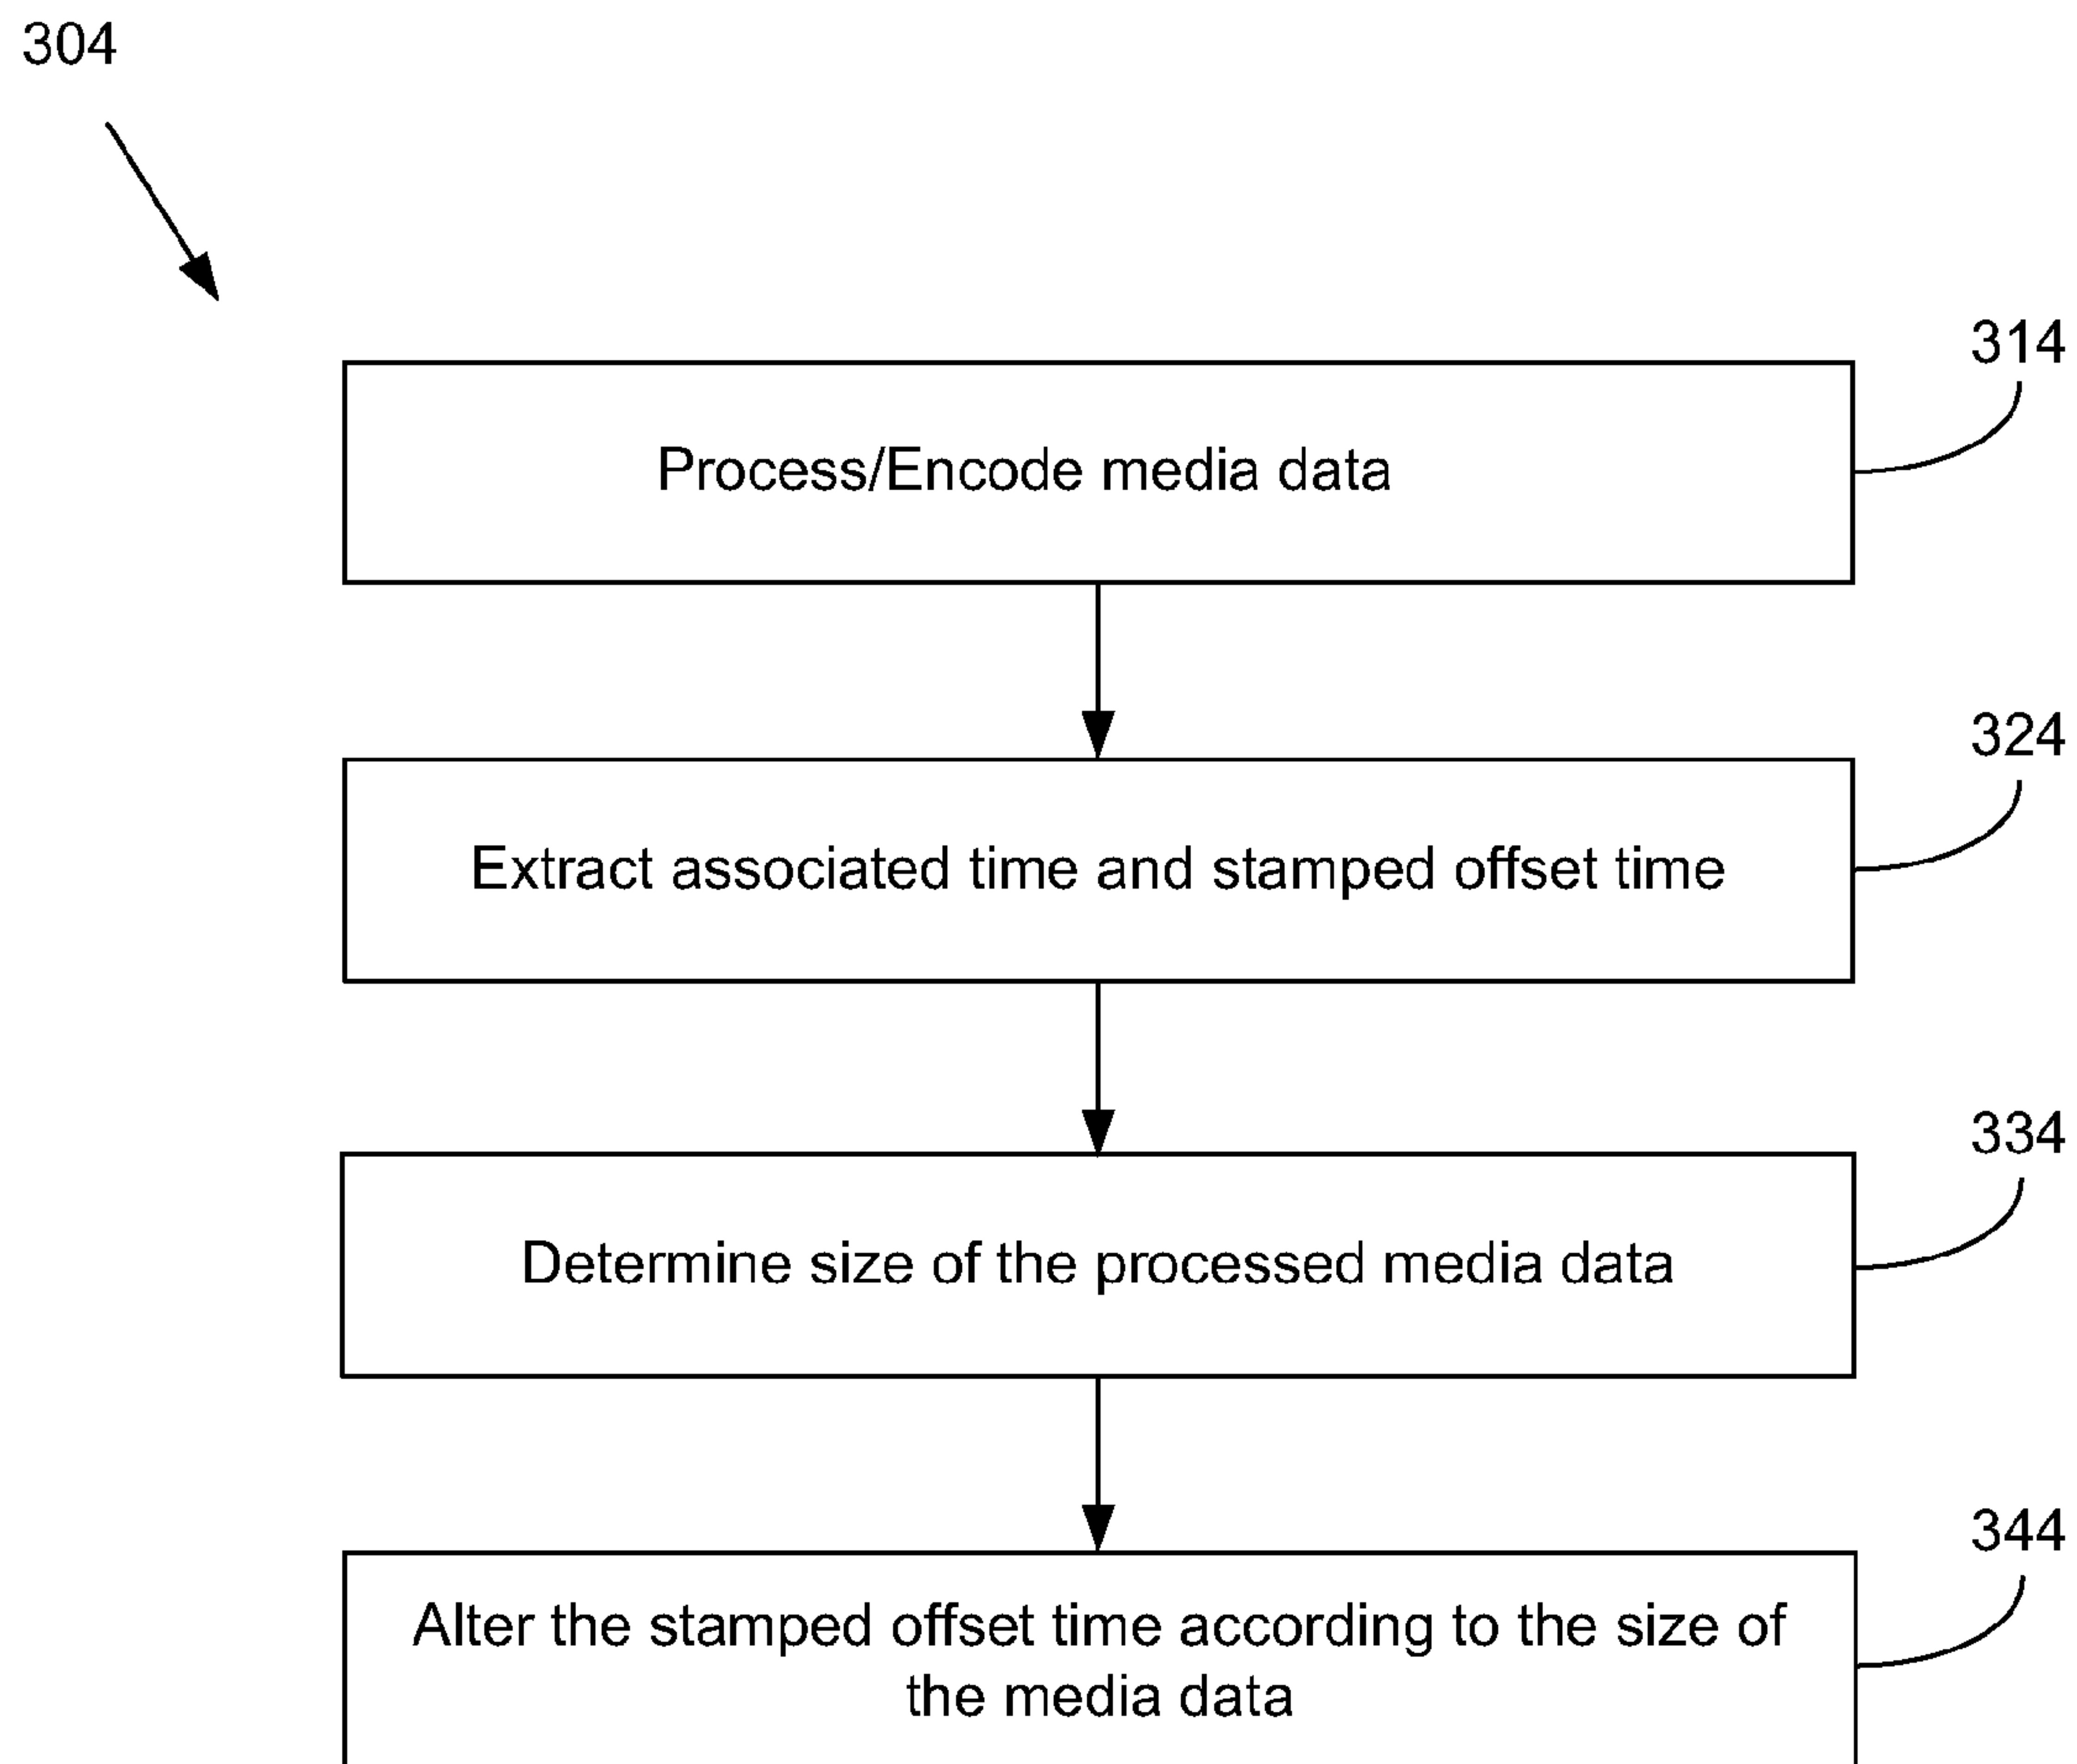 304
314
Process/Encode media data
324
Extract associated time and stamped offset time
334
Determine size of the processed media data
344
Alter the stamped offset time according to the size of
the media data